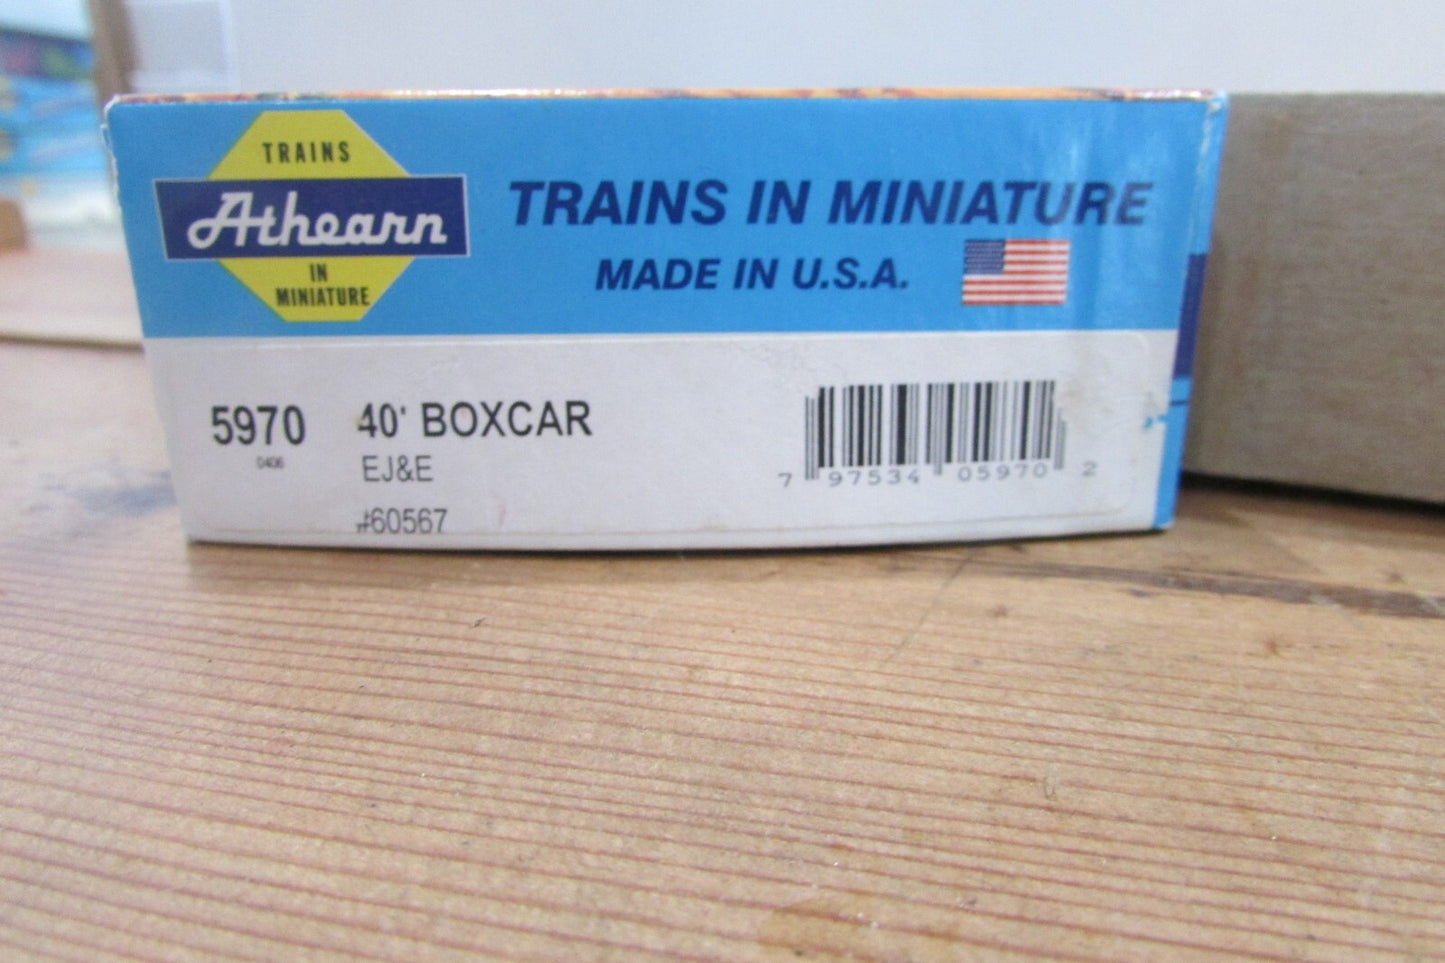 TRAINS
Athearn
IN
MINIATURE
TRAINS IN MINIATURE
MADE IN U.S.A.
5970
0406
40' BOXCAR
EJ&E
#60567
7 97534 05970 2